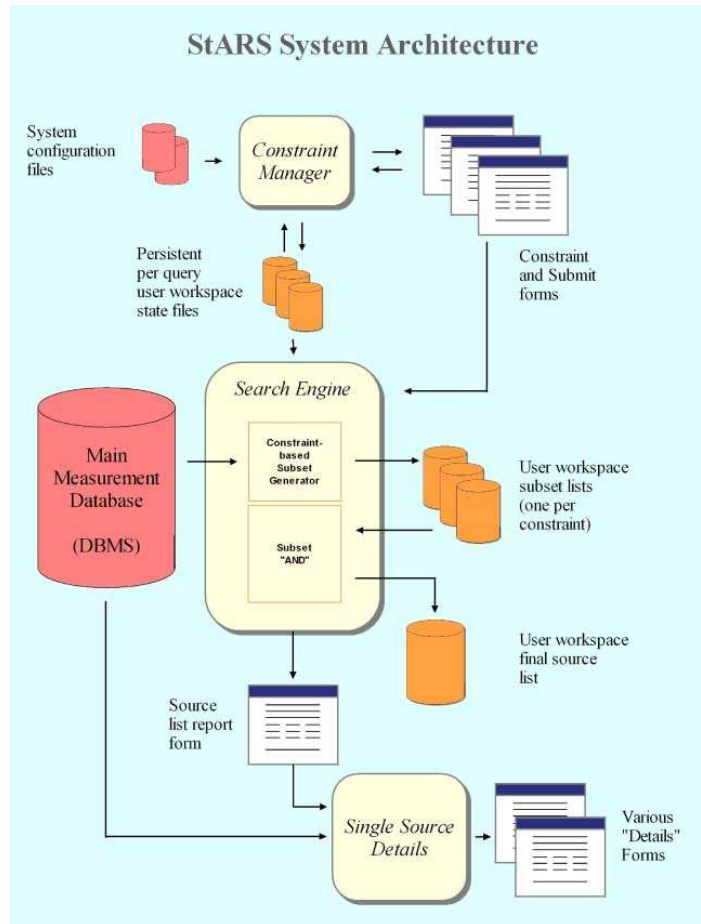 StARS System Architecture
System
configuration
files
Constraint
Manager
Persistent
per query
user workspace
state files
Constraint
and Submit
forms
Search Engine
Main
Measurement
Database
(DBMS)
Constraint-
based
Subset
Generator
User workspace
subset lists
(one per
constraint)
Subset
"AND"
User workspace
final source
list
Source
list report
form
Single Source
Details
Various
"Details"
Forms